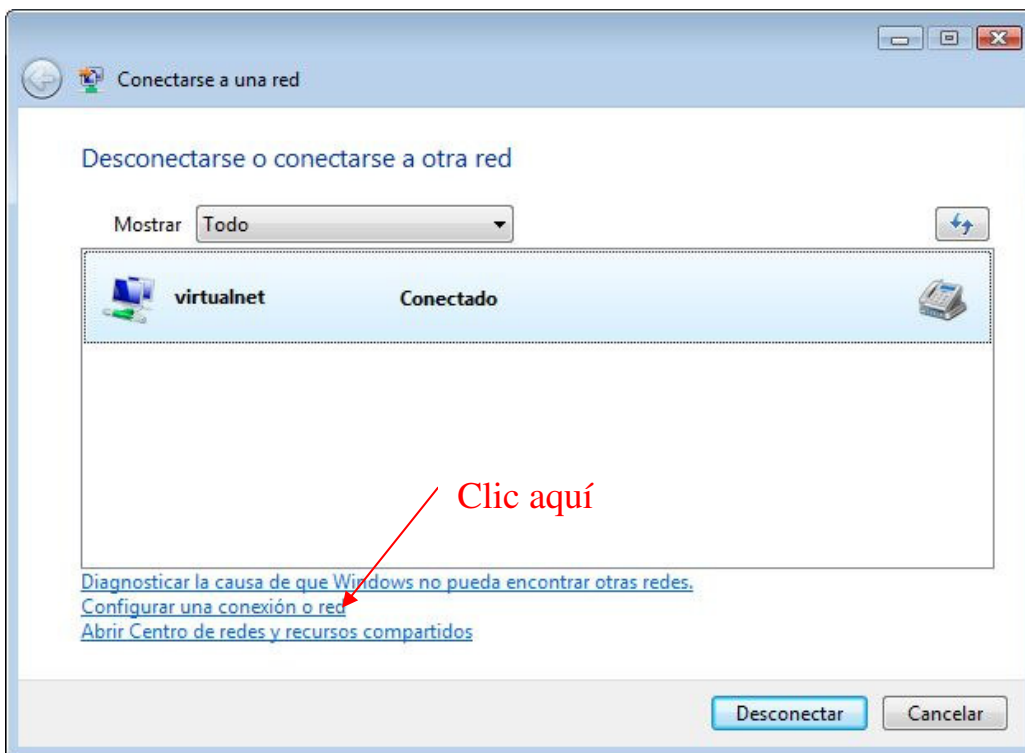 Conectarse a una red
Desconectarse o conectarse a otra red
Mostrar Todo
virtualnet Conectado
Clic aquí
Diagnosticar la causa de que Windows no pueda encontrar otras redes.
Configurar una conexión o red
Abrir Centro de redes y recursos compartidos
Desconectar Cancelar